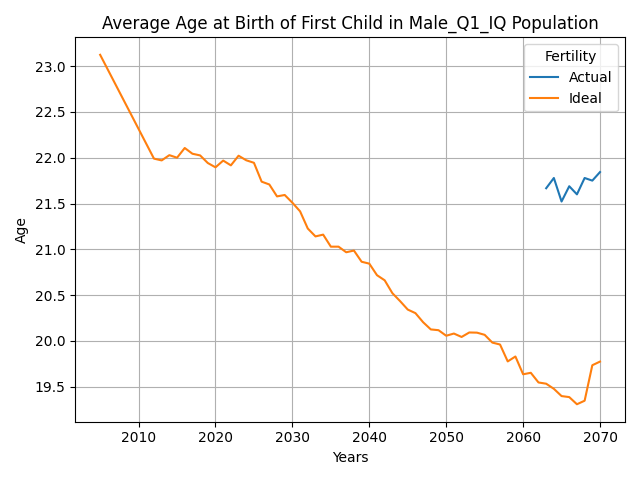 Average Age at Birth of First Child in Male_Q1_IQ Population
Fertility
Actual
Ideal
Age
23.0
22.5
22.0
21.5
21.0
20.5
20.0
19.5
2010 2020 2030 2040 2050 2060 2070
Years